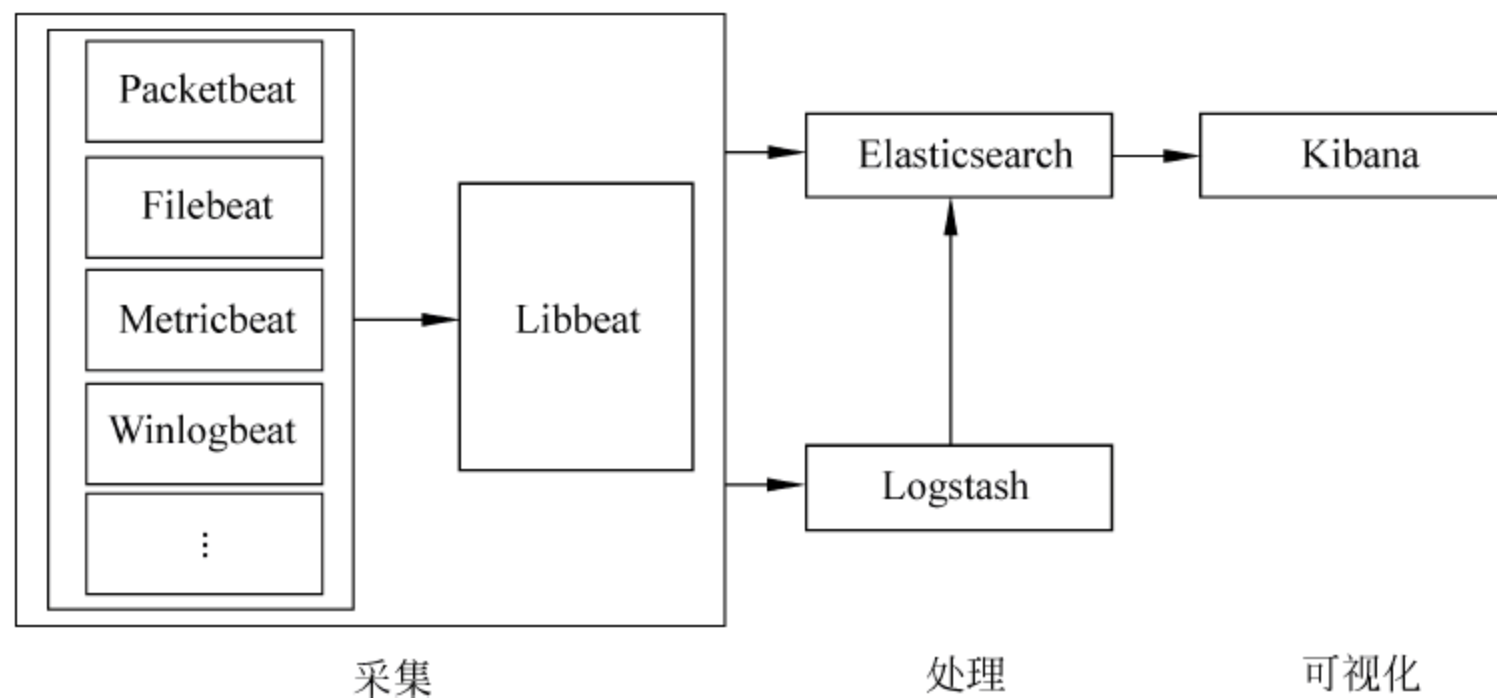 Packetbeat
Filebeat
Metricbeat
Winlogbeat
⋮
Libbeat
Elasticsearch
Logstash
Kibana
采集
处理
可视化